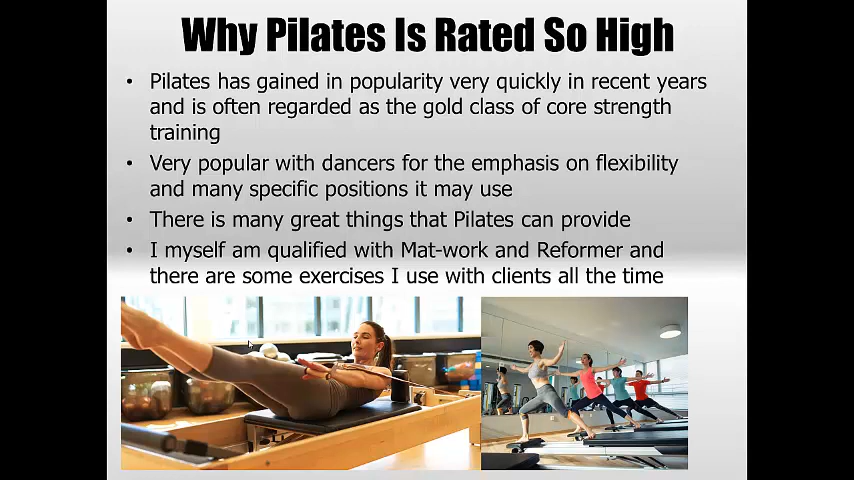 Why Pilates Is Rated So High
• Pilates has gained in popularity very quickly in recent years
and is often regarded as the gold class of core strength
training
• Very popular with dancers for the emphasis on flexibility
and many specific positions it may use
• There is many great things that Pilates can provide
• I myself am qualified with Mat-work and Reformer and
there are some exercises I use with clients all the time